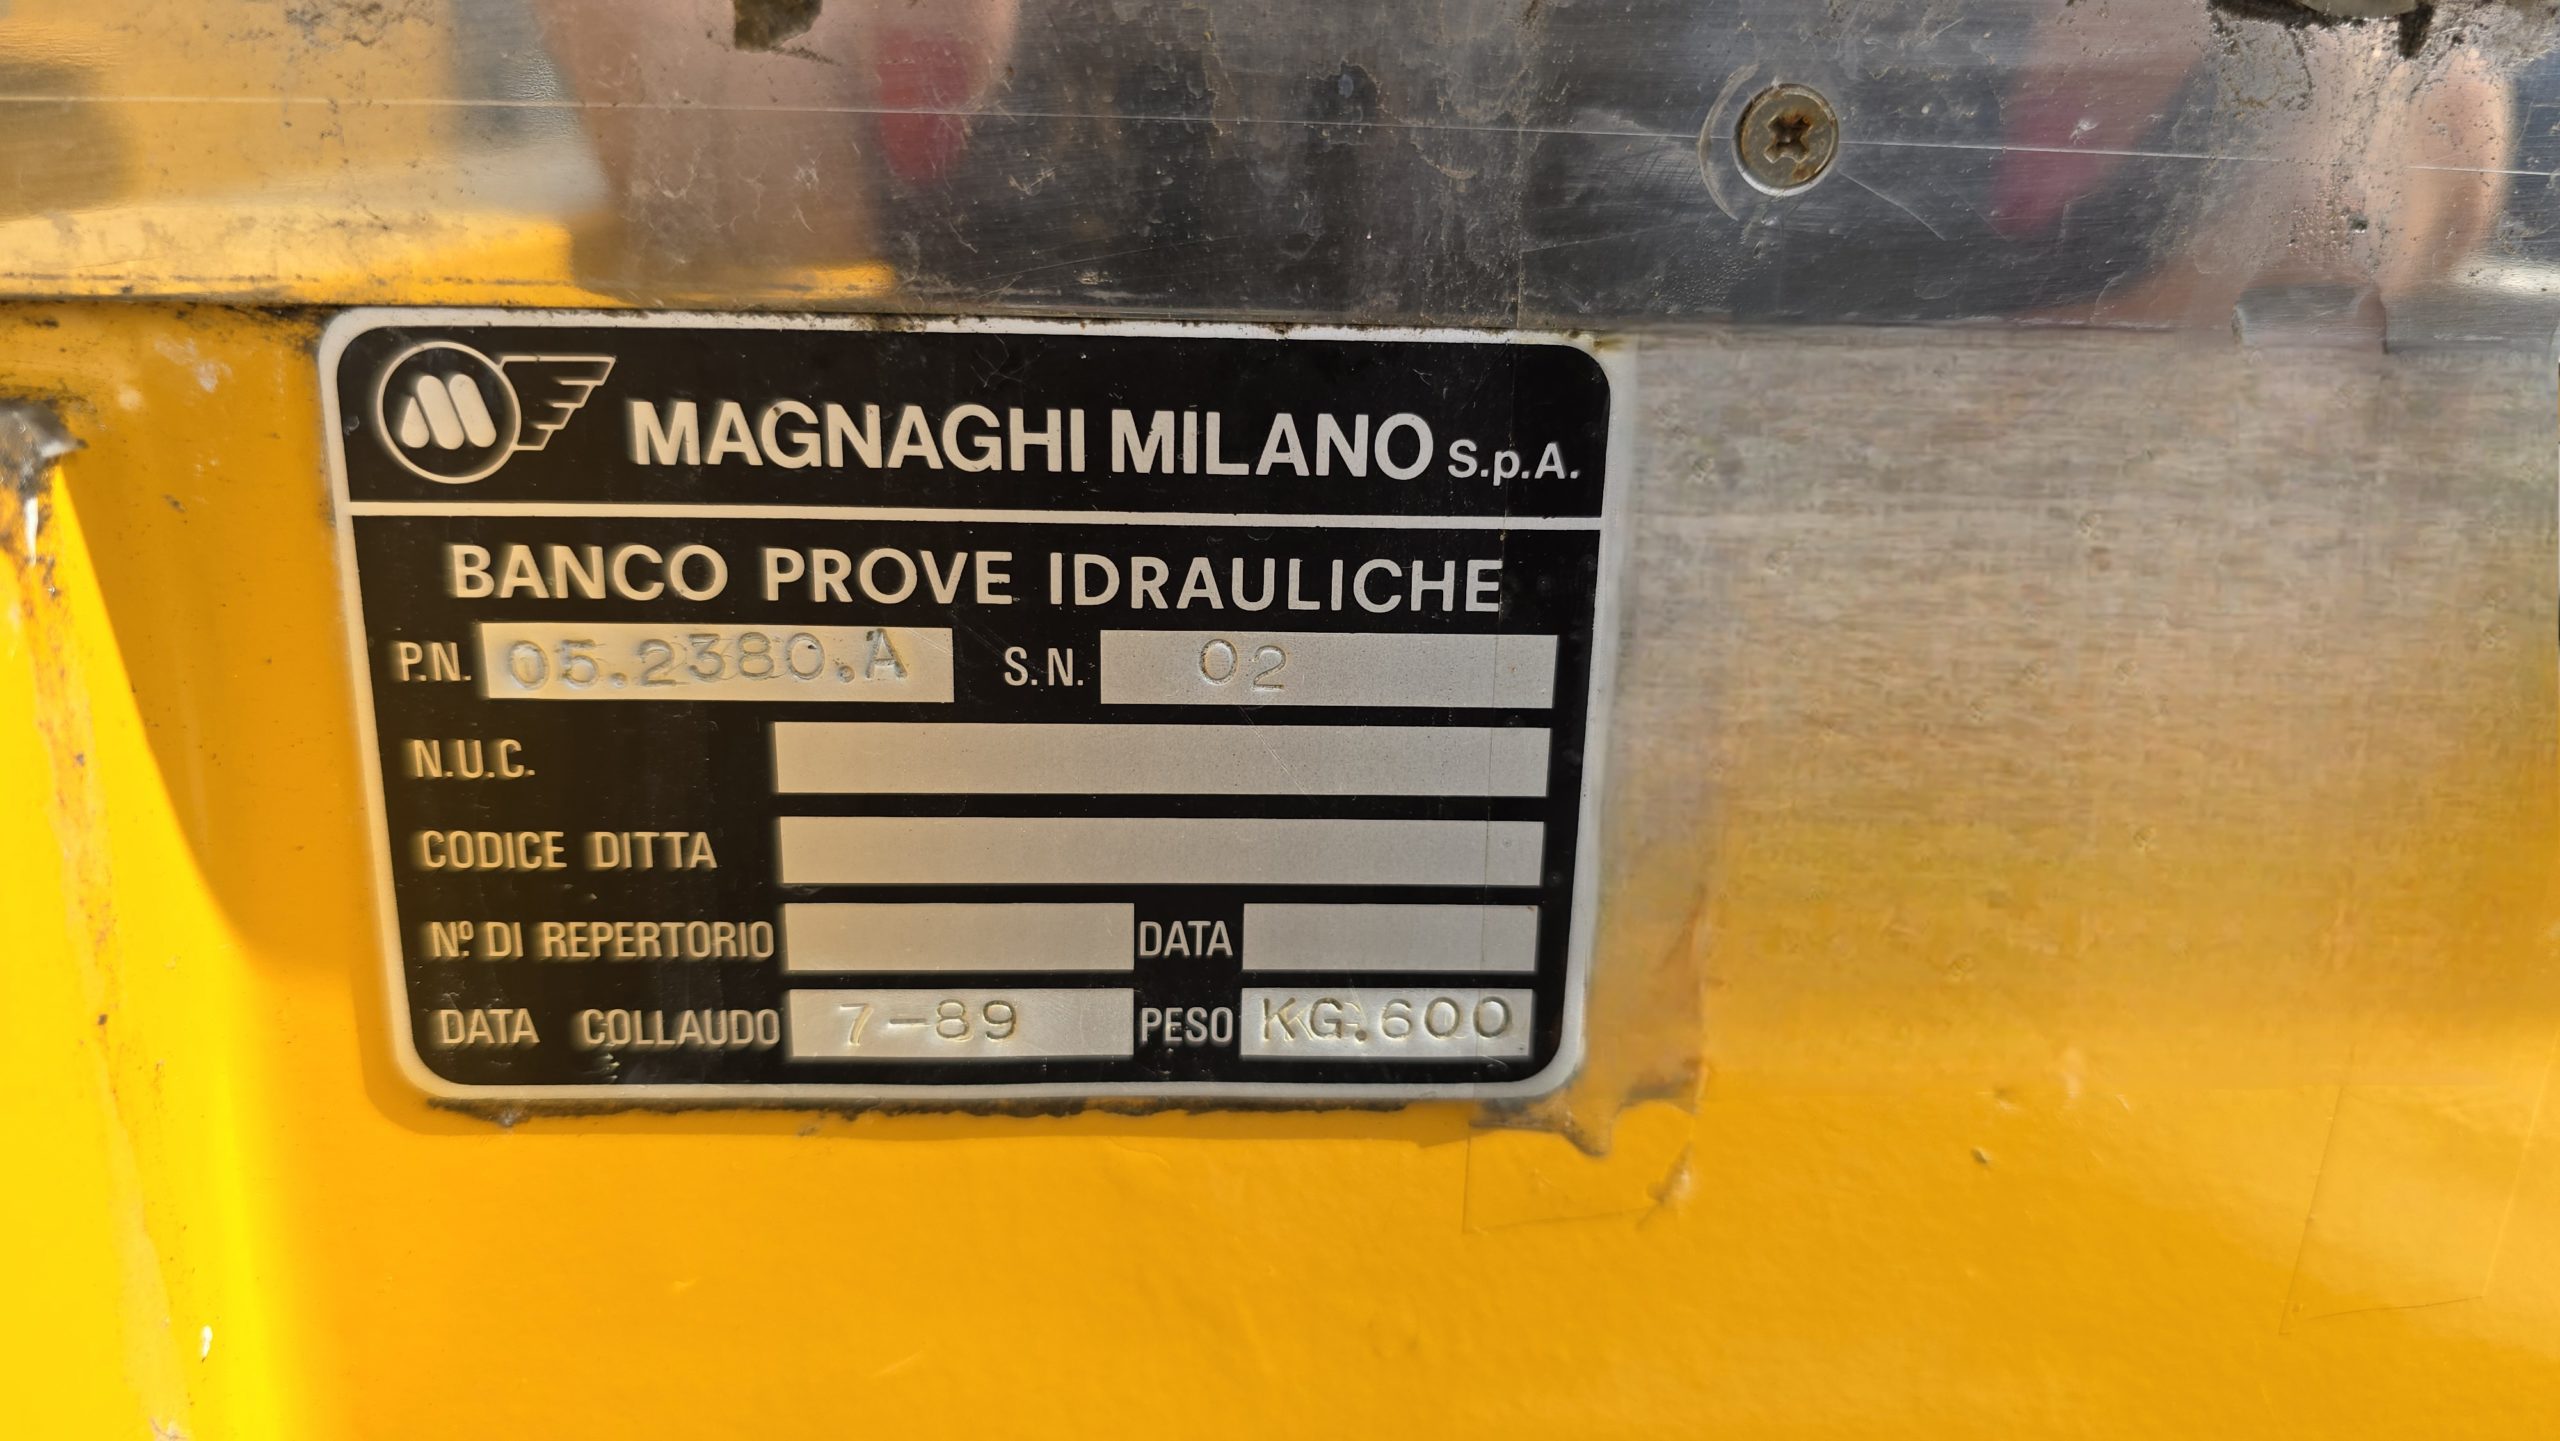 MAGNAGHI MILANO S.p.A.
BANCO PROVE IDRAULICHE
P.N. 05.2380.A S.N. 02
N.U.C.
CODICE DITTA
Nº DI REPERTORIO DATA
DATA COLLAUDO 7-89 PESO KG.600